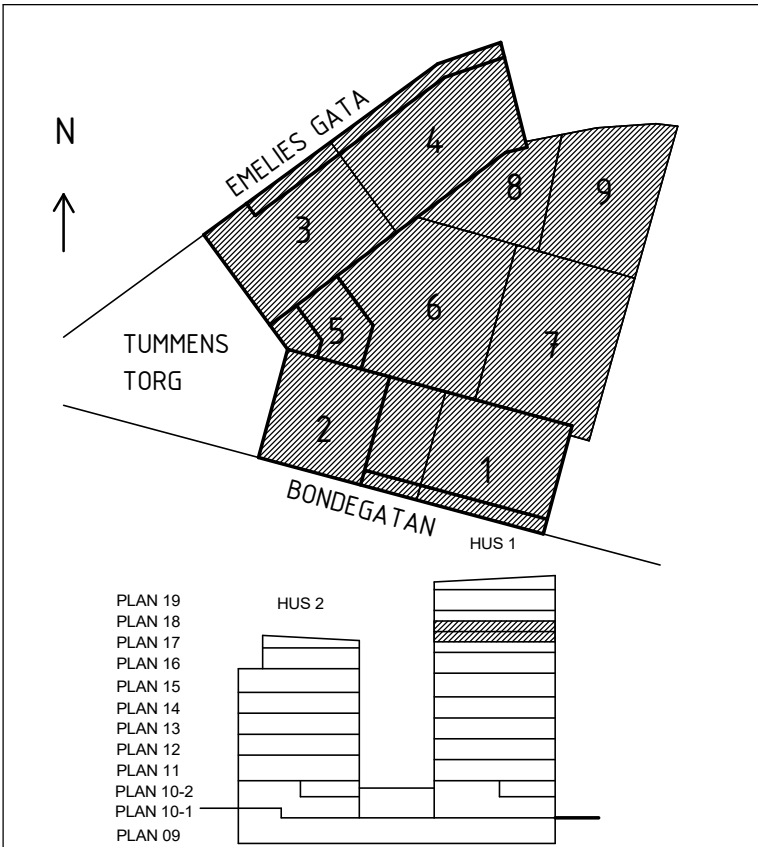 N
EMELIES GATA
4
3
8
9
5
6
7
TUMMENS
TORG
2
1
BONDEGATAN
HUS 1
HUS 2
PLAN 19
PLAN 18
PLAN 17
PLAN 16
PLAN 15
PLAN 14
PLAN 13
PLAN 12
PLAN 11
PLAN 10-2
PLAN 10-1
PLAN 09